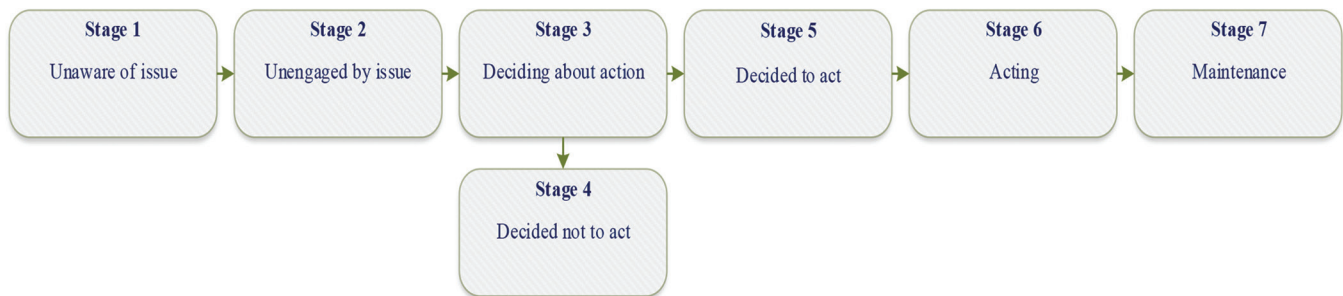 Stage 1
Unaware of issue
Stage 2
Unengaged by issue
Stage 3
Deciding about action
Stage 5
Decided to act
Stage 6
Acting
Stage 7
Maintenance
Stage 4
Decided not to act